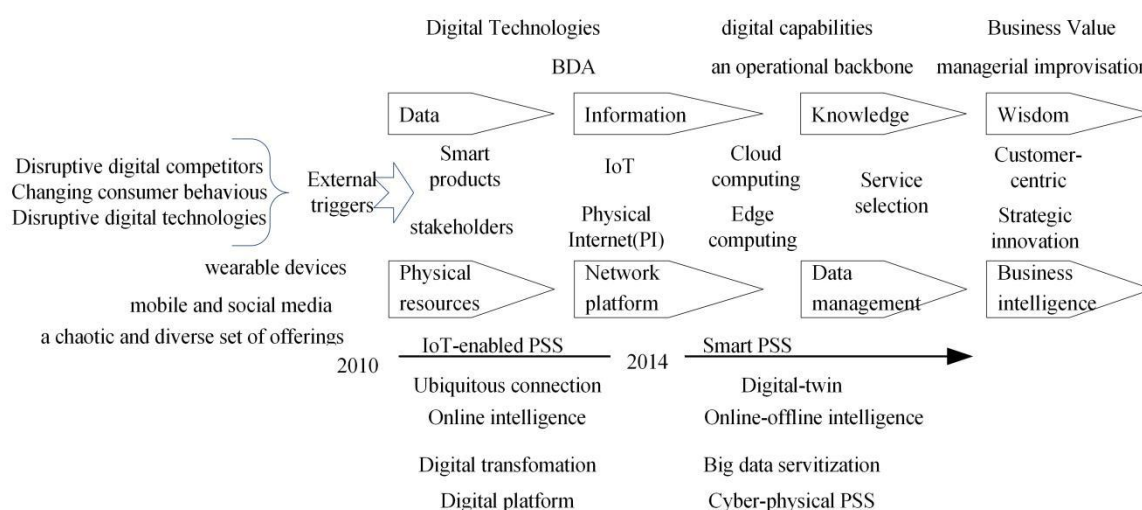 Digital Technologies
digital capabilities
Business Value
BDA
an operational backbone
managerial improvisation
Data
Information
Knowledge
Wisdom
Disruptive digital competitors
Changing consumer behavious
Disruptive digital technologies
External
triggers
Smart
products
stakeholders
IoT
Physical
Internet(PI)
Cloud
computing
Edge
computing
Service
selection
Customer-
centric
Strategic
innovation
wearable devices
mobile and social media
a chaotic and diverse set of offerings
Physical
resources
Network
platform
Data
management
Business
intelligence
2010
IoT-enabled PSS
2014
Smart PSS
Ubiquitous connection
Online intelligence
Digital transfomation
Digital platform
Digital-twin
Online-offline intelligence
Big data servitization
Cyber-physical PSS